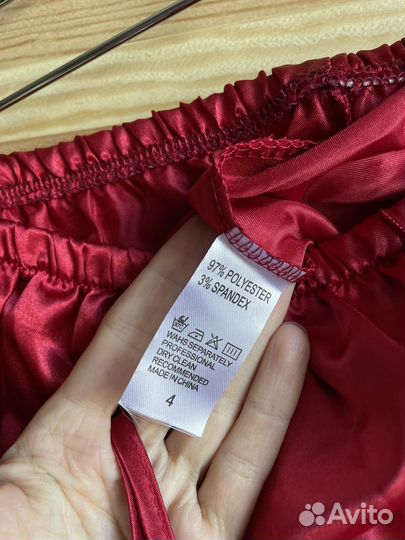 97% POLYESTER
3% SPANDEX
WAHS SEPARATELY
PROFESSIONAL
DRY CLEAN
RECOMMENDED
MADE IN CHINA
4
Avito